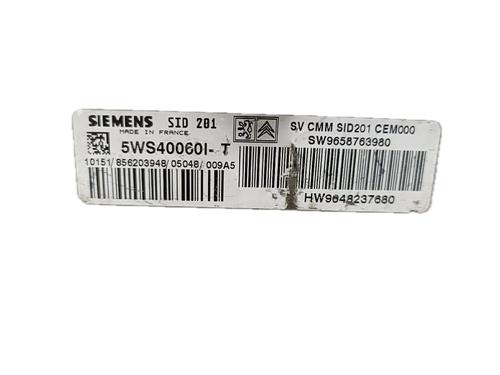 SIEMENS SID 201
MADE IN FRANCE
5WS40060I- T
10151/856203948/05048/009A5
SV CMM SID201 CEM000
SW9658763980
HW9648237680